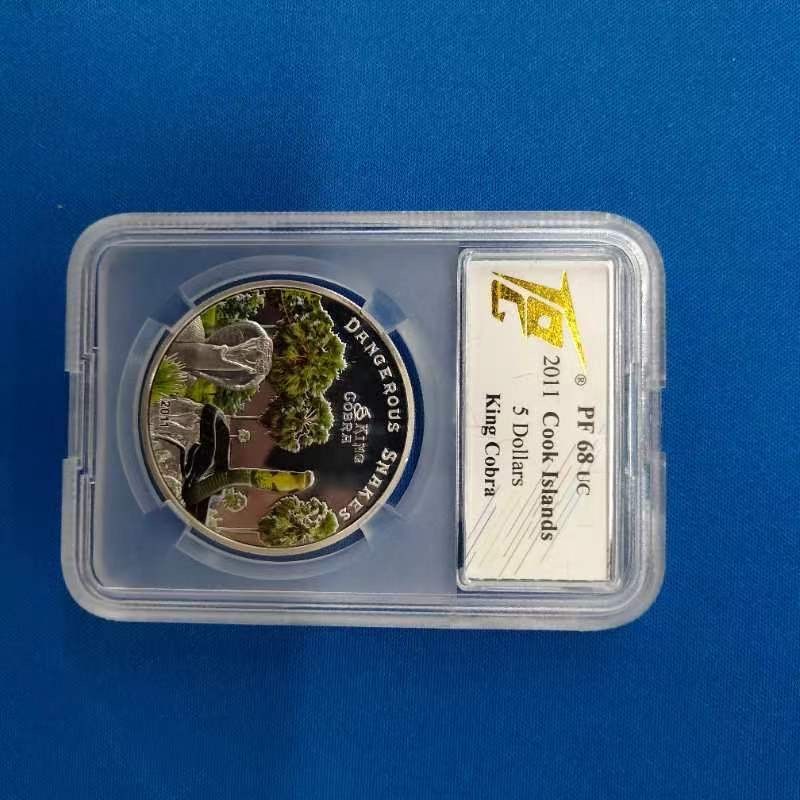 DANGEROUS SNAKES
KING
COBRA
2011
®
PF 68 UC
2011 Cook Islands
5 Dollars
King Cobra